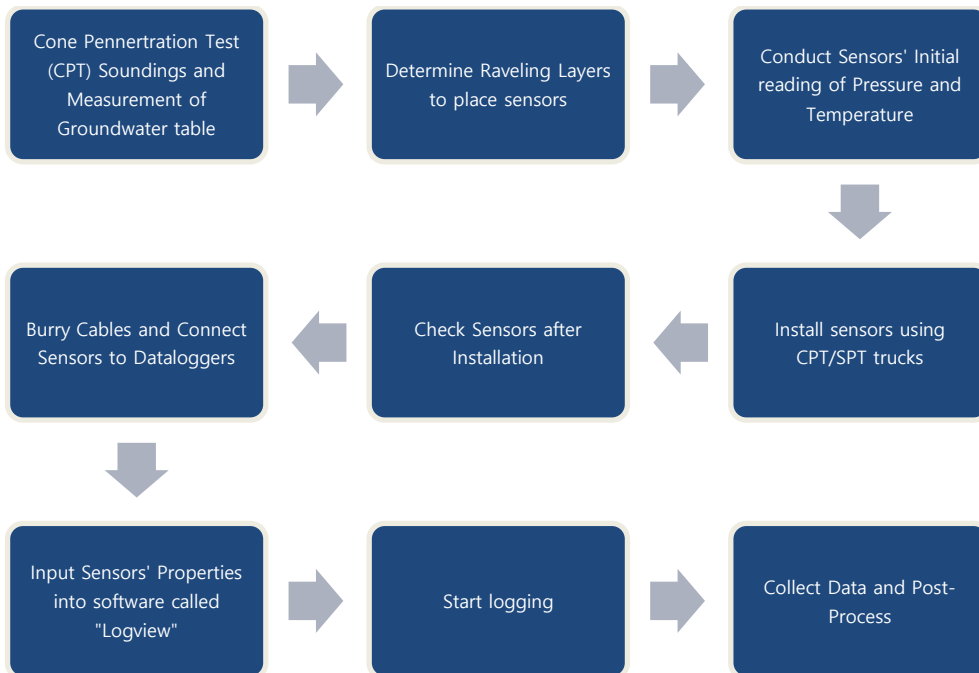 Cone Pennertration Test
(CPT) Soundings and
Measurement of
Groundwater table
Determine Raveling Layers
to place sensors
Conduct Sensors' Initial
reading of Pressure and
Temperature
Install sensors using
CPT/SPT trucks
Check Sensors after
Installation
Burry Cables and Connect
Sensors to Dataloggers
Input Sensors' Properties
into software called
"Logview"
Start logging
Collect Data and Post-
Process